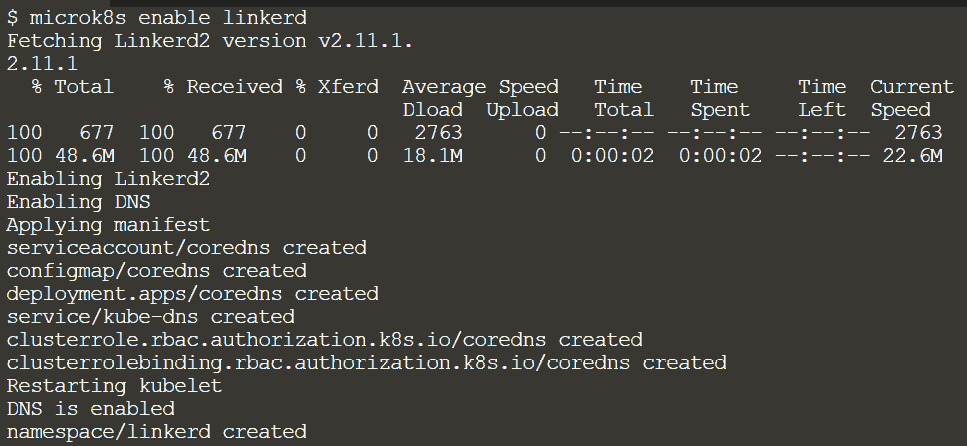 $ microk8s enable linkerd
Fetching Linkerd2 version v2.11.1.
2.11.1
  % Total    % Received % Xferd  Average Speed   Time    Time     Time  Current
                                 Dload  Upload   Total   Spent    Left  Speed
100   677  100   677    0     0   2763      0 --:--:-- --:--:-- --:--:--  2763
100 48.6M  100 48.6M    0     0  18.1M      0  0:00:02  0:00:02 --:--:-- 22.6M
Enabling Linkerd2
Enabling DNS
Applying manifest
serviceaccount/coredns created
configmap/coredns created
deployment.apps/coredns created
service/kube-dns created
clusterrole.rbac.authorization.k8s.io/coredns created
clusterrolebinding.rbac.authorization.k8s.io/coredns created
Restarting kubelet
DNS is enabled
namespace/linkerd created